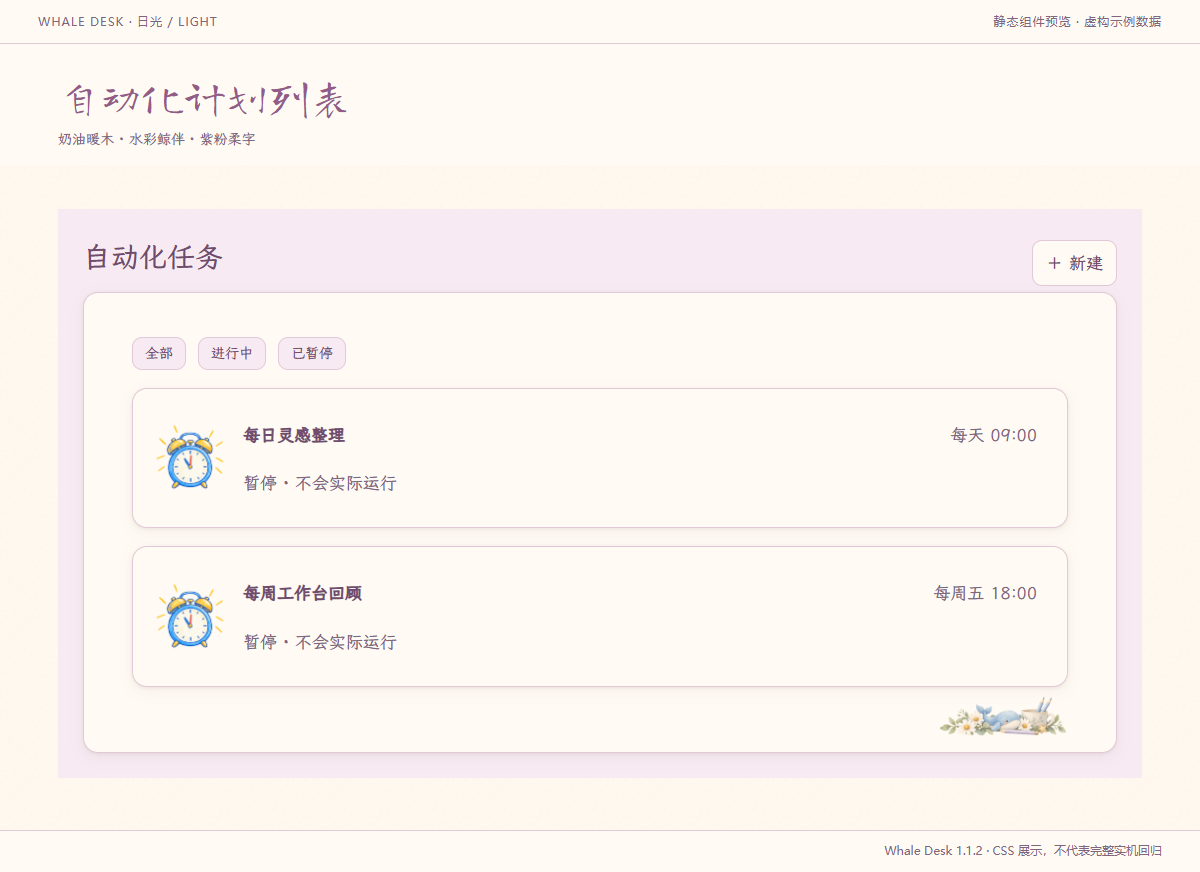 WHALE DESK · 日光 / LIGHT
静态组件预览 · 虚构示例数据
自动化计划列表
奶油暖木 · 水彩鲸伴 · 紫粉柔字
自动化任务
+ 新建
全部
进行中
已暂停
每日灵感整理
每天 09:00
暂停 · 不会实际运行
每周工作台回顾
每周五 18:00
暂停 · 不会实际运行
Whale Desk 1.1.2 · CSS 展示，不代表完整实机回归